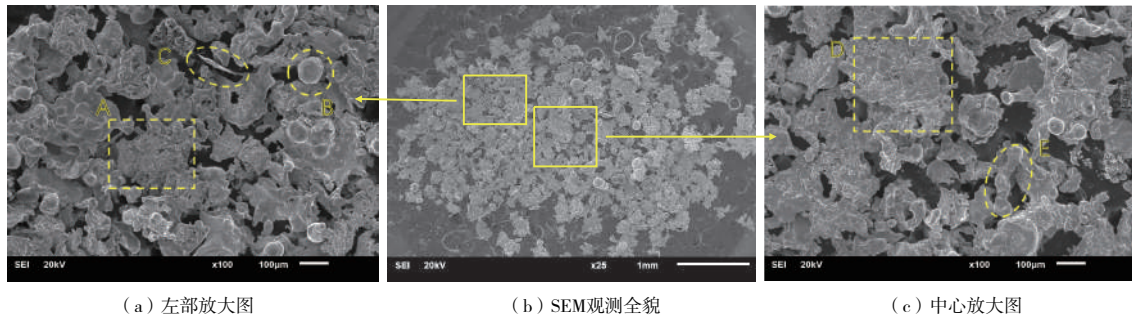 C
B
A
SEI 20kV x100 100μm
SEI 20kV x25 1mm
D
E
SEI 20kV x100 100μm
(a)左部放大图
(b)SEM观测全貌
(c)中心放大图